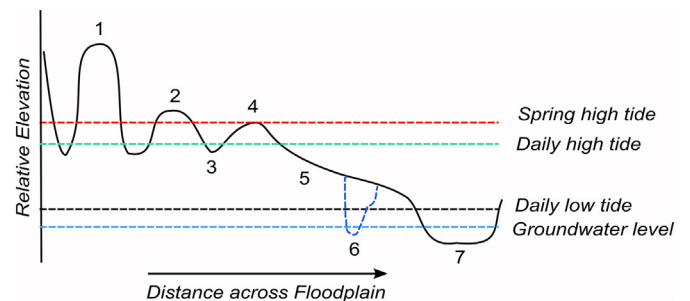 1
2
4
Spring high tide
Daily high tide
3
5
Daily low tide
Groundwater level
6
7
Relative Elevation
Distance across Floodplain